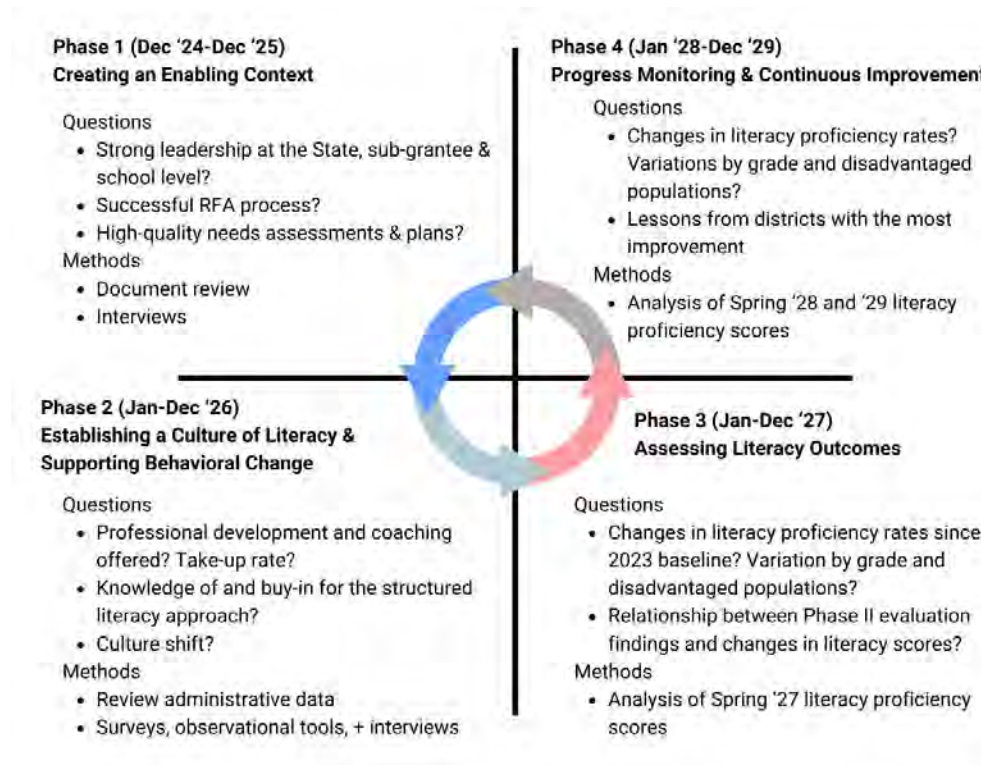 Phase 1 (Dec ‘24-Dec ‘25)
Creating an Enabling Context
Questions
• Strong leadership at the State, sub-grantee &
school level?
• Successful RFA process?
• High-quality needs assessments & plans?
Methods
• Document review
• Interviews
Phase 2 (Jan-Dec ‘26)
Establishing a Culture of Literacy &
Supporting Behavioral Change
Questions
• Professional development and coaching
offered? Take-up rate?
• Knowledge of and buy-in for the structured
literacy approach?
• Culture shift?
Methods
• Review administrative data
• Surveys, observational tools, + interviews
Phase 3 (Jan-Dec ‘27)
Assessing Literacy Outcomes
Questions
• Changes in literacy proficiency rates since
2023 baseline? Variation by grade and
disadvantaged populations?
• Relationship between Phase II evaluation
findings and changes in literacy scores?
Methods
• Analysis of Spring ‘27 literacy proficiency
scores
Phase 4 (Jan ‘28-Dec ‘29)
Progress Monitoring & Continuous Improvement
Questions
• Changes in literacy proficiency rates?
Variations by grade and disadvantaged
populations?
• Lessons from districts with the most
improvement
Methods
• Analysis of Spring ‘28 and ‘29 literacy
proficiency scores